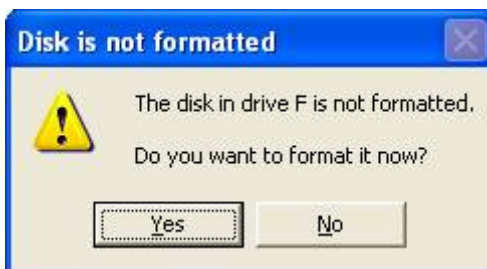 Disk is not formatted
The disk in drive F is not formatted.
Do you want to format it now?
Yes No